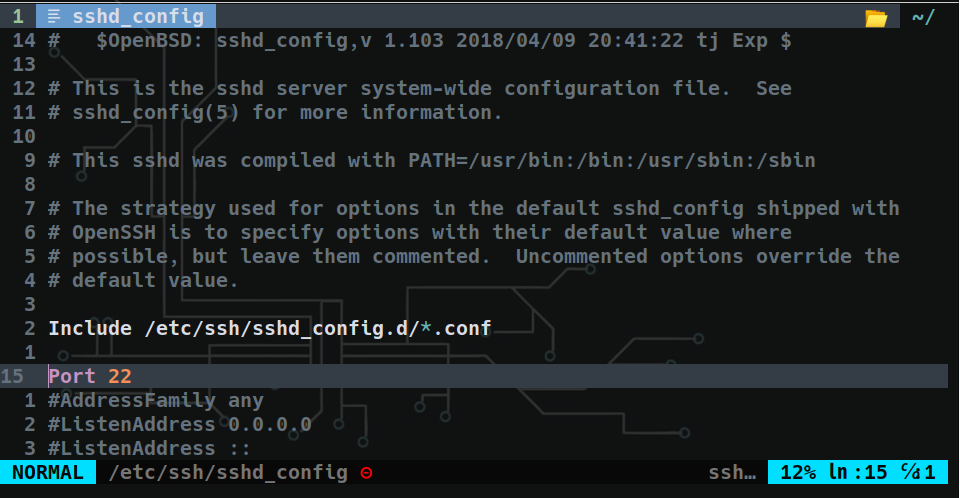 1 sshd_config ~/
14 #   $OpenBSD: sshd_config,v 1.103 2018/04/09 20:41:22 tj Exp $
13
12 # This is the sshd server system-wide configuration file.  See
11 # sshd_config(5) for more information.
10
9 # This sshd was compiled with PATH=/usr/bin:/bin:/usr/sbin:/sbin
8
7 # The strategy used for options in the default sshd_config shipped with
6 # OpenSSH is to specify options with their default value where
5 # possible, but leave them commented.  Uncommented options override the
4 # default value.
3
2 Include /etc/ssh/sshd_config.d/*.conf
1
15 Port 22
1 #AddressFamily any
2 #ListenAddress 0.0.0.0
3 #ListenAddress ::
NORMAL /etc/ssh/sshd_config ssh… 12% ln :15 ℅1